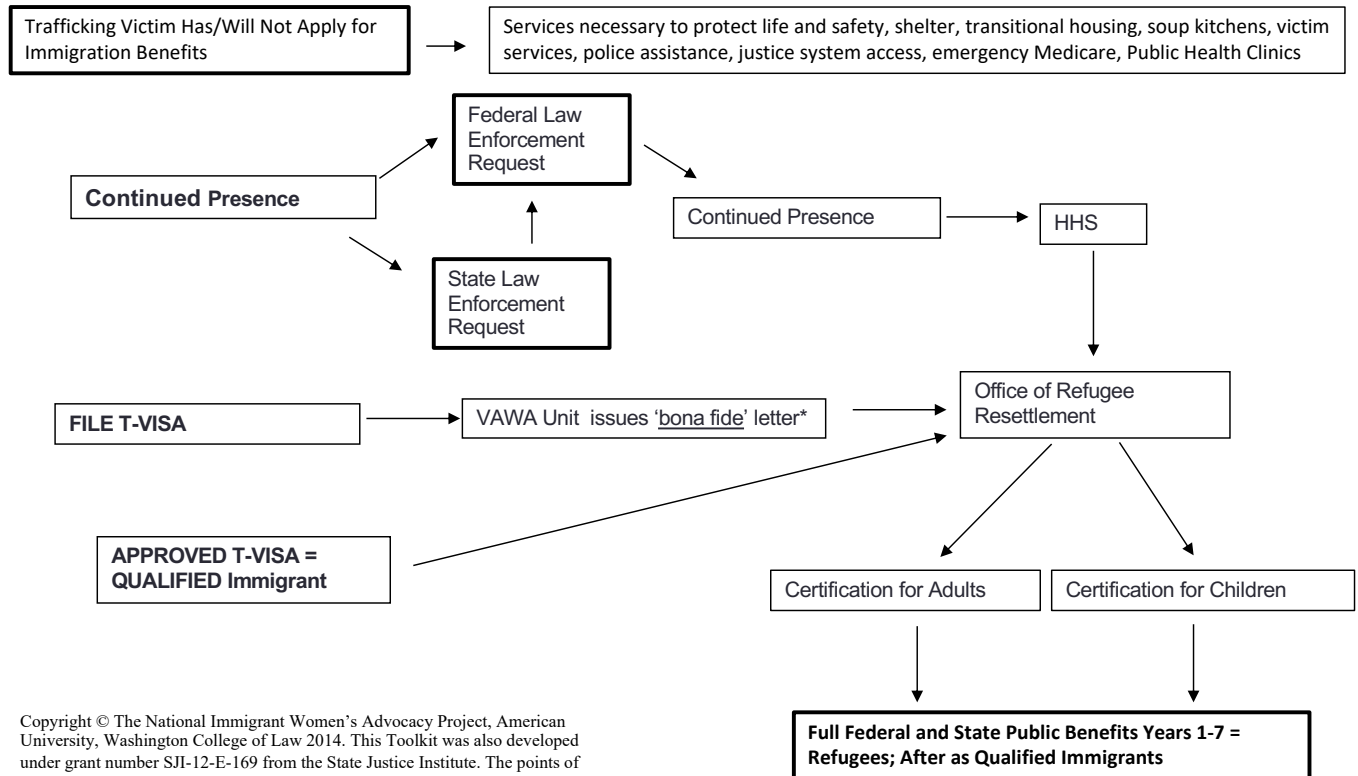 Trafficking Victim Has/Will Not Apply for
Immigration Benefits
Services necessary to protect life and safety, shelter, transitional housing, soup kitchens, victim
services, police assistance, justice system access, emergency Medicare, Public Health Clinics
Federal Law
Enforcement
Request
Continued Presence
Continued Presence
HHS
State Law
Enforcement
Request
FILE T-VISA
VAWA Unit issues ‘bona fide’ letter*
Office of Refugee
Resettlement
APPROVED T-VISA =
QUALIFIED Immigrant
Certification for Adults
Certification for Children
Full Federal and State Public Benefits Years 1-7 =
Refugees; After as Qualified Immigrants
Copyright © The National Immigrant Women’s Advocacy Project, American
University, Washington College of Law 2014. This Toolkit was also developed
under grant number SJI-12-E-169 from the State Justice Institute. The points of